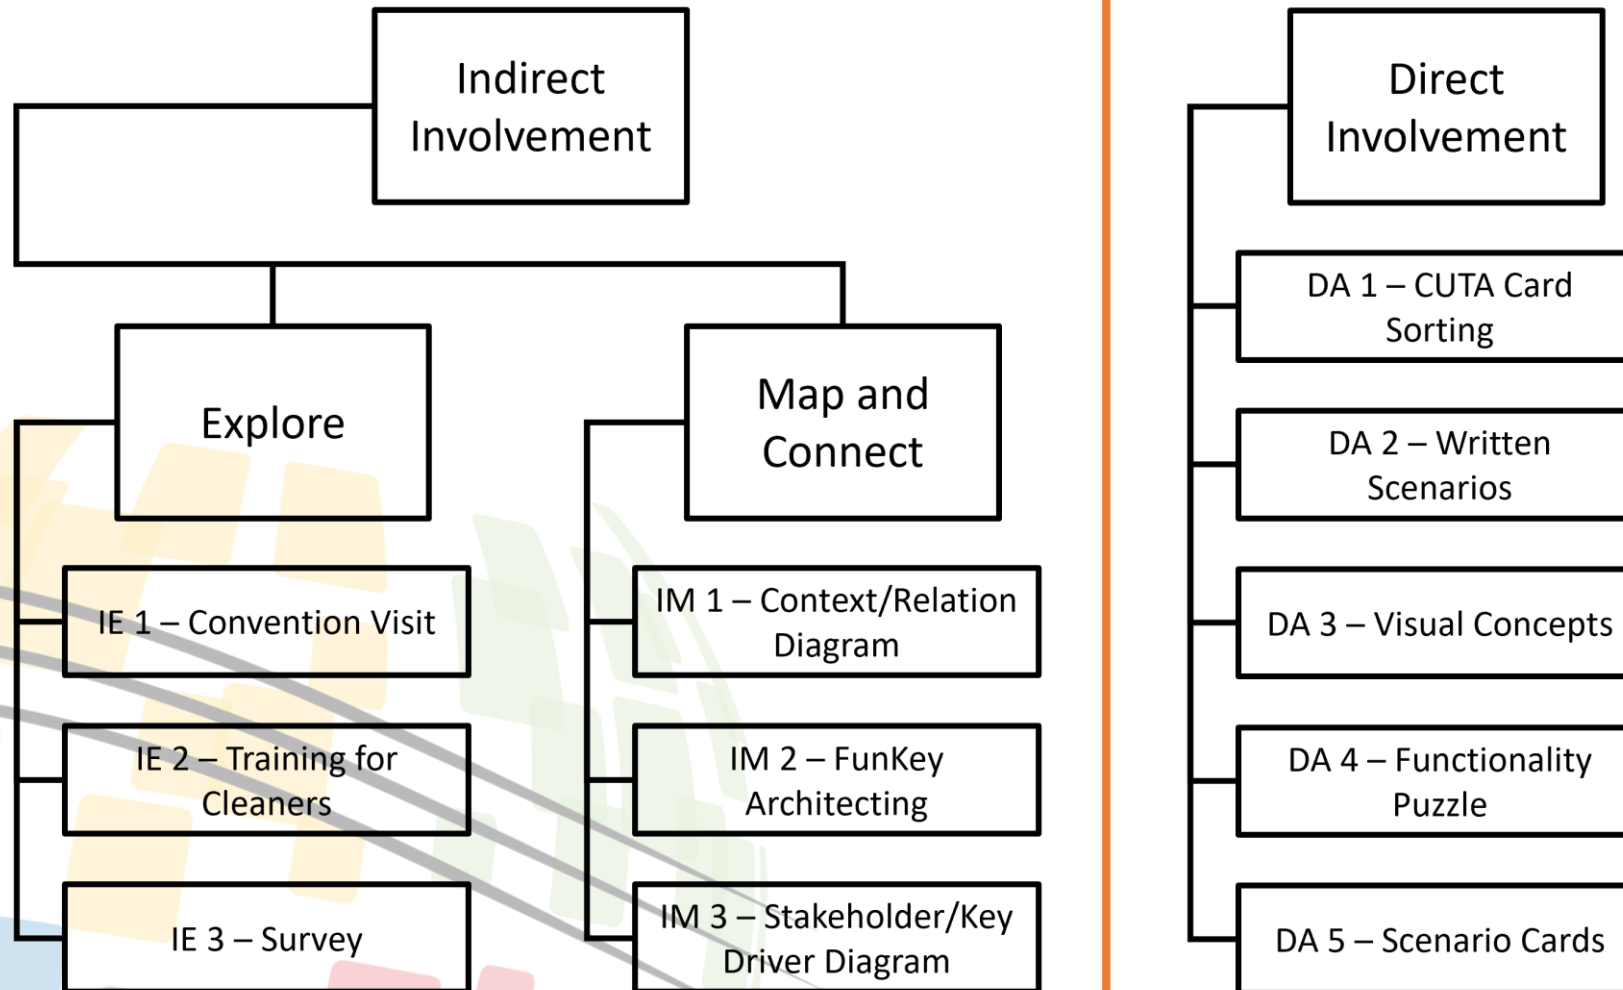 Indirect
Involvement
Explore
IE 1 – Convention Visit
IE 2 – Training for
Cleaners
IE 3 – Survey
Map and
Connect
IM 1 – Context/Relation
Diagram
IM 2 – FunKey
Architecting
IM 3 – Stakeholder/Key
Driver Diagram
Direct
Involvement
DA 1 – CUTA Card
Sorting
DA 2 – Written
Scenarios
DA 3 – Visual Concepts
DA 4 – Functionality
Puzzle
DA 5 – Scenario Cards